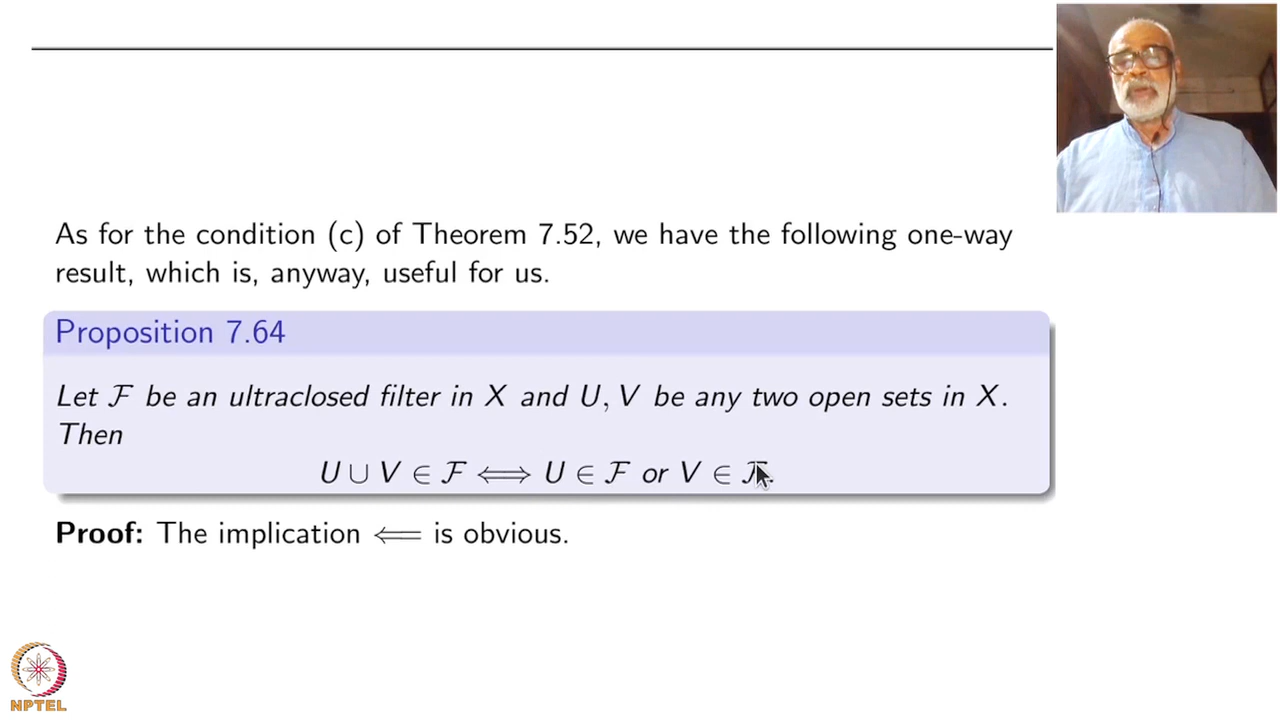 As for the condition (c) of Theorem 7.52, we have the following one-way
result, which is, anyway, useful for us.
Proposition 7.64
Let ℱ be an ultraclosed filter in X and U, V be any two open sets in X.
Then
U ∪ V ∈ ℱ ⟺ U ∈ ℱ or V ∈ ℱ.
Proof: The implication ⟸ is obvious.
NPTEL